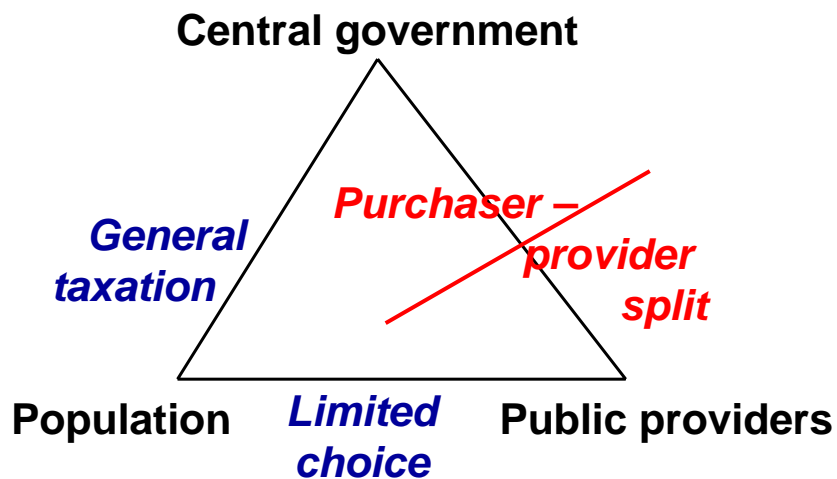 Central government
Purchaser –
provider
split
General
taxation
Population
Limited
choice
Public providers